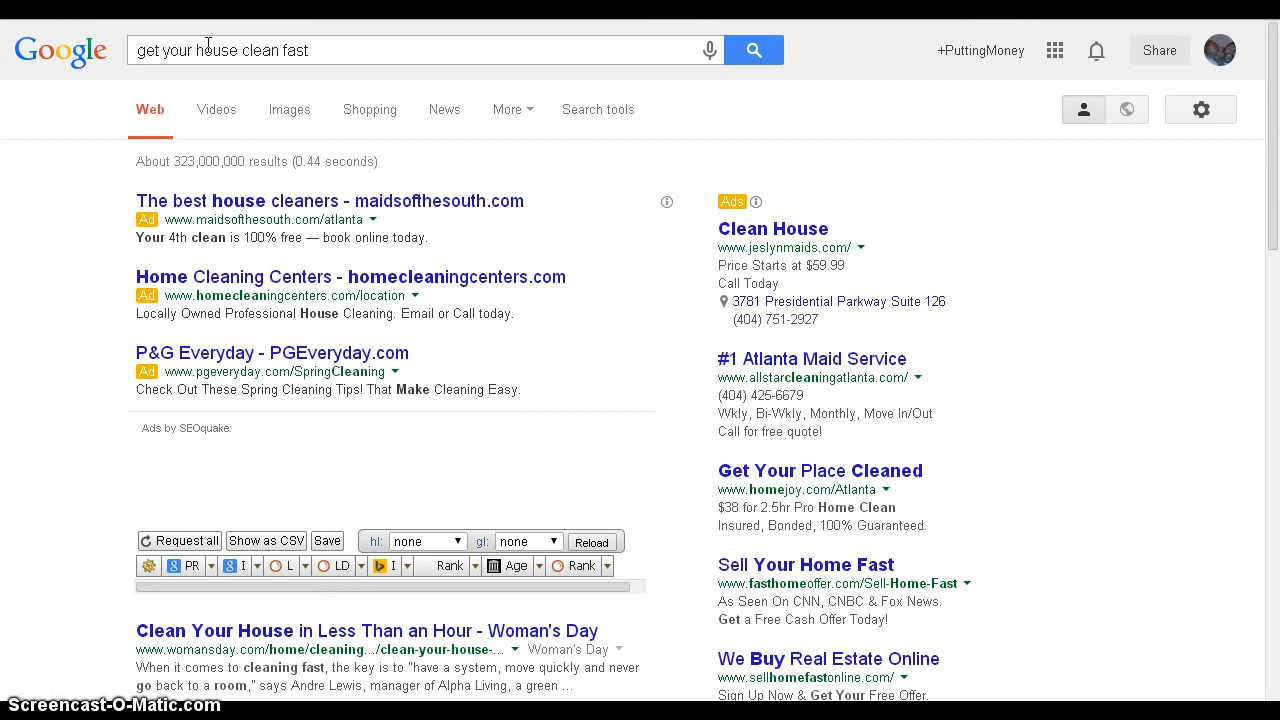 Google
get your house clean fast
+PuttingMoney
Share
Web Videos Images Shopping News More Search tools
About 323,000,000 results (0.44 seconds)
The best house cleaners - maidsofthesouth.com
Ad www.maidsofthesouth.com/atlanta
Your 4th clean is 100% free — book online today.
Home Cleaning Centers - homecleaningcenters.com
Ad www.homecleaningcenters.com/location
Locally Owned Professional House Cleaning. Email or Call today.
P&G Everyday - PGEveryday.com
Ad www.pgeveryday.com/SpringCleaning
Check Out These Spring Cleaning Tips! That Make Cleaning Easy.
Ads by SEOquake:
Request all Show as CSV Save hl: none gl: none Reload
PR I L LD I Rank Age Rank
Clean Your House in Less Than an Hour - Woman's Day
www.womansday.com/home/cleaning.../clean-your-house-... Woman's Day
When it comes to cleaning fast, the key is to "have a system, move quickly and never
go back to a room," says Andre Lewis, manager of Alpha Living, a green ...
Ads
Clean House
www.jeslynmaids.com/
Price Starts at $59.99
Call Today
3781 Presidential Parkway Suite 126
(404) 751-2927
#1 Atlanta Maid Service
www.allstarcleaningatlanta.com/
(404) 425-6679
Wkly, Bi-Wkly, Monthly, Move In/Out
Call for free quote!
Get Your Place Cleaned
www.homejoy.com/Atlanta
$38 for 2.5hr Pro Home Clean
Insured, Bonded, 100% Guaranteed.
Sell Your Home Fast
www.fasthomeoffer.com/Sell-Home-Fast
As Seen On CNN, CNBC & Fox News.
Get a Free Cash Offer Today!
We Buy Real Estate Online
www.sellhomefastonline.com/
Sign Up Now & Get Your Free Offer.
Screencast-O-Matic.com